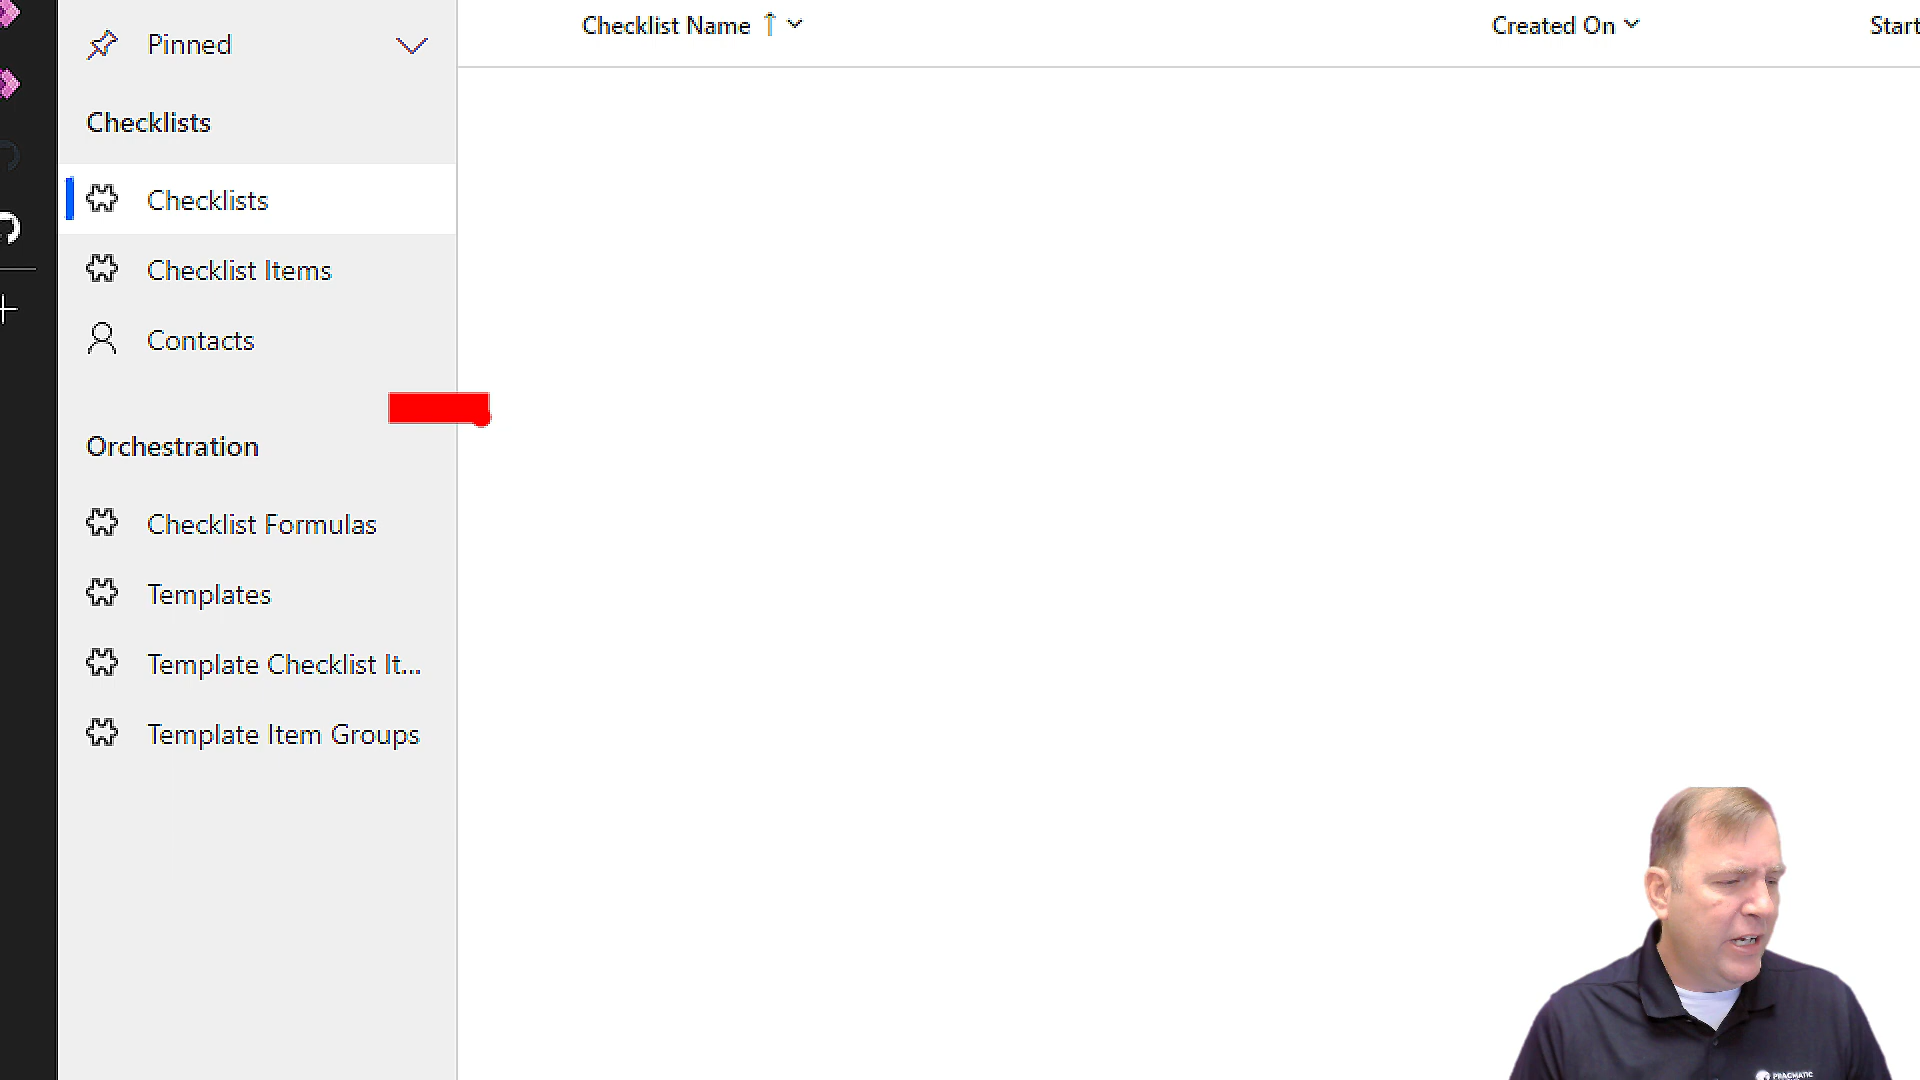 Pinned
Checklist Name
Created On
Start
Checklists
Checklists
Checklist Items
Contacts
Orchestration
Checklist Formulas
Templates
Template Checklist It...
Template Item Groups
PRAGMATIC